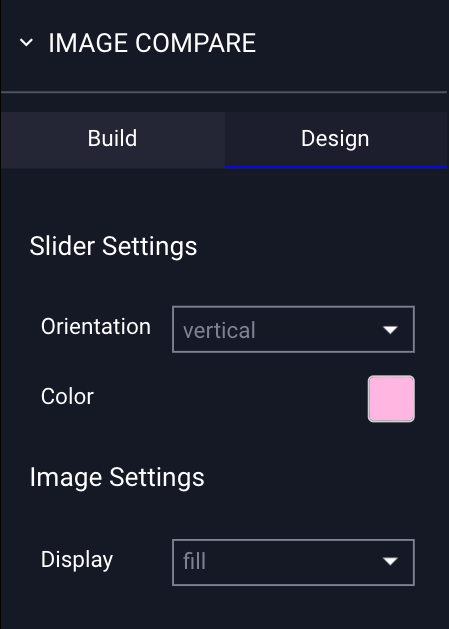 IMAGE COMPARE
Build Design
Slider Settings
Orientation vertical
Color
Image Settings
Display fill